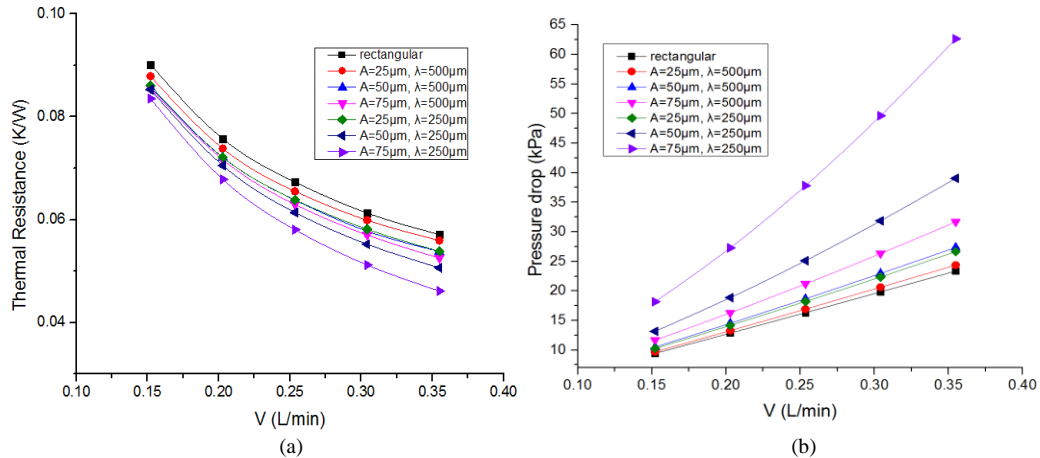 0.10
0.08
0.06
0.04
Thermal Resistance (K/W)
rectangular
A=25μm, λ=500μm
A=50μm, λ=500μm
A=75μm, λ=500μm
A=25μm, λ=250μm
A=50μm, λ=250μm
A=75μm, λ=250μm
0.10 0.15 0.20 0.25 0.30 0.35 0.40
V (L/min)
(a)
65
60
55
50
45
40
35
30
25
20
15
10
Pressure drop (kPa)
rectangular
A=25μm, λ=500μm
A=50μm, λ=500μm
A=75μm, λ=500μm
A=25μm, λ=250μm
A=50μm, λ=250μm
A=75μm, λ=250μm
0.10 0.15 0.20 0.25 0.30 0.35 0.40
V (L/min)
(b)